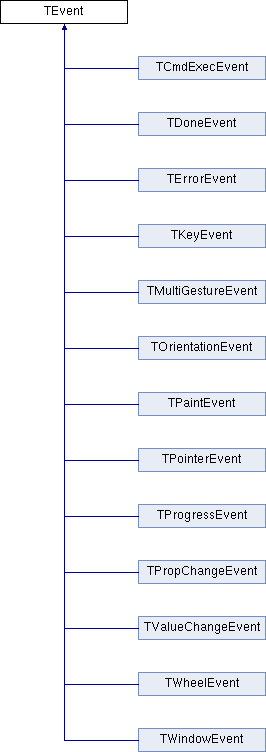 TEvent
TCmdExecEvent
TDoneEvent
TErrorEvent
TKeyEvent
TMultiGestureEvent
TOrientationEvent
TPaintEvent
TPointerEvent
TProgressEvent
TPropChangeEvent
TValueChangeEvent
TWheelEvent
TWindowEvent